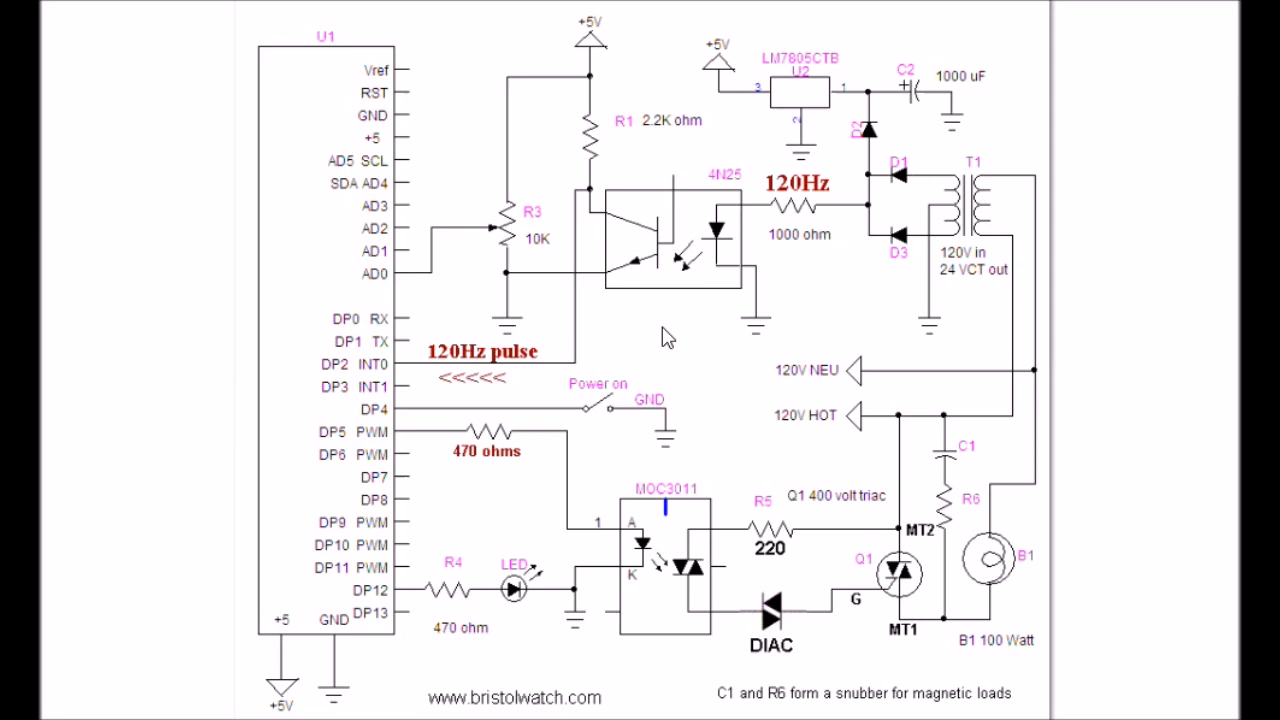 U1
Vref
RST
GND
+5
AD5 SCL
SDA AD4
AD3
AD2
AD1
AD0
DP0 RX
DP1 TX
DP2 INT0
DP3 INT1
DP4
DP5 PWM
DP6 PWM
DP7
DP8
DP9 PWM
DP10 PWM
DP11 PWM
DP12
DP13
+5 GND
+5V
+5V
R1 2.2K ohm
R3
10K
4N25
120Hz
1000 ohm
+5V
LM7805CTB
U2
3
1
2
C2
1000 uF
D2
D1
D3
T1
120V in
24 VCT out
120Hz pulse
<<<<<
Power on
GND
470 ohms
120V NEU
120V HOT
C1
R6
MOC3011
1
A
K
R5
220
Q1 400 volt triac
MT2
Q1
G
MT1
B1
B1 100 Watt
DIAC
R4
LED
470 ohm
www.bristolwatch.com
C1 and R6 form a snubber for magnetic loads